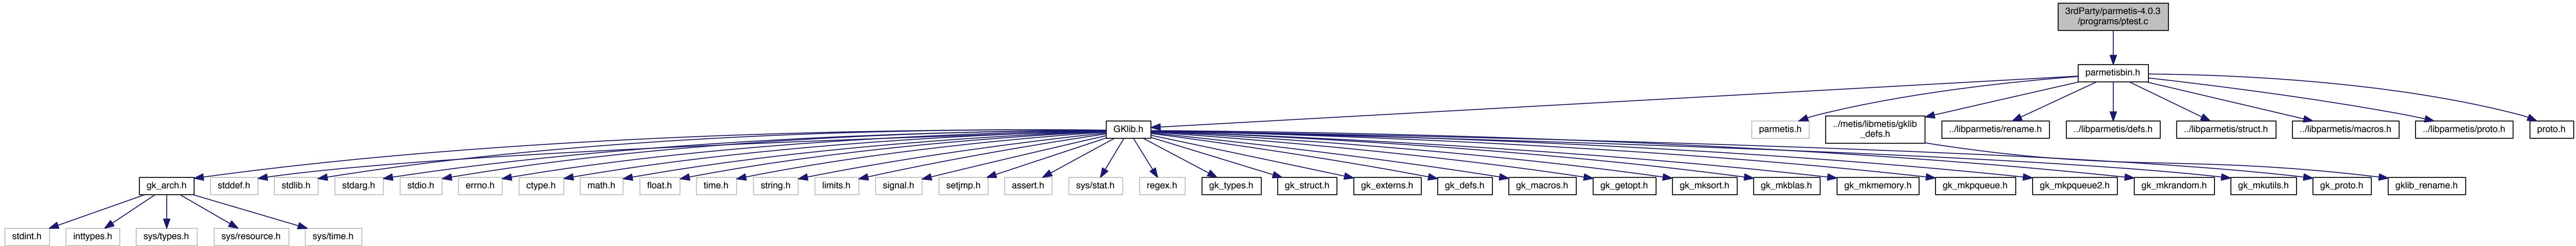 3rdParty/parmetis-4.0.3
/programs/ptest.c
parmetisbin.h
GKlib.h
parmetis.h
../metis/libmetis/gklib
_defs.h
../libparmetis/rename.h
../libparmetis/defs.h
../libparmetis/struct.h
../libparmetis/macros.h
../libparmetis/proto.h
proto.h
gk_arch.h
stddef.h
stdlib.h
stdarg.h
stdio.h
errno.h
ctype.h
math.h
float.h
time.h
string.h
limits.h
signal.h
setjmp.h
assert.h
sys/stat.h
regex.h
gk_types.h
gk_struct.h
gk_externs.h
gk_defs.h
gk_macros.h
gk_getopt.h
gk_mksort.h
gk_mkblas.h
gk_mkmemory.h
gk_mkpqueue.h
gk_mkpqueue2.h
gk_mkrandom.h
gk_mkutils.h
gk_proto.h
gklib_rename.h
stdint.h
inttypes.h
sys/types.h
sys/resource.h
sys/time.h